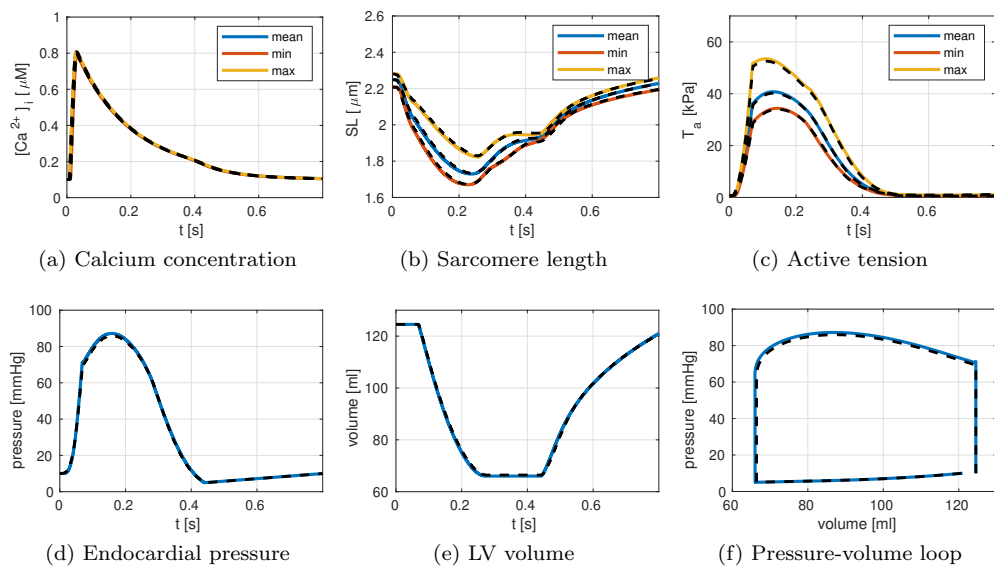 1
0.8
0.6
0.4
0.2
0
[Ca 2+ ] i [μM]
mean
min
max
0 0.2 0.4 0.6
t [s]
(a) Calcium concentration
2.6
2.4
2.2
2
1.8
1.6
SL [μm]
mean
min
max
0 0.2 0.4 0.6
t [s]
(b) Sarcomere length
60
40
20
0
T a [kPa]
mean
min
max
0 0.2 0.4 0.6
t [s]
(c) Active tension
100
80
60
40
20
0
pressure [mmHg]
0 0.2 0.4 0.6
t [s]
(d) Endocardial pressure
120
100
80
60
volume [ml]
0 0.2 0.4 0.6
t [s]
(e) LV volume
100
80
60
40
20
0
pressure [mmHg]
60 80 100 120
volume [ml]
(f) Pressure-volume loop